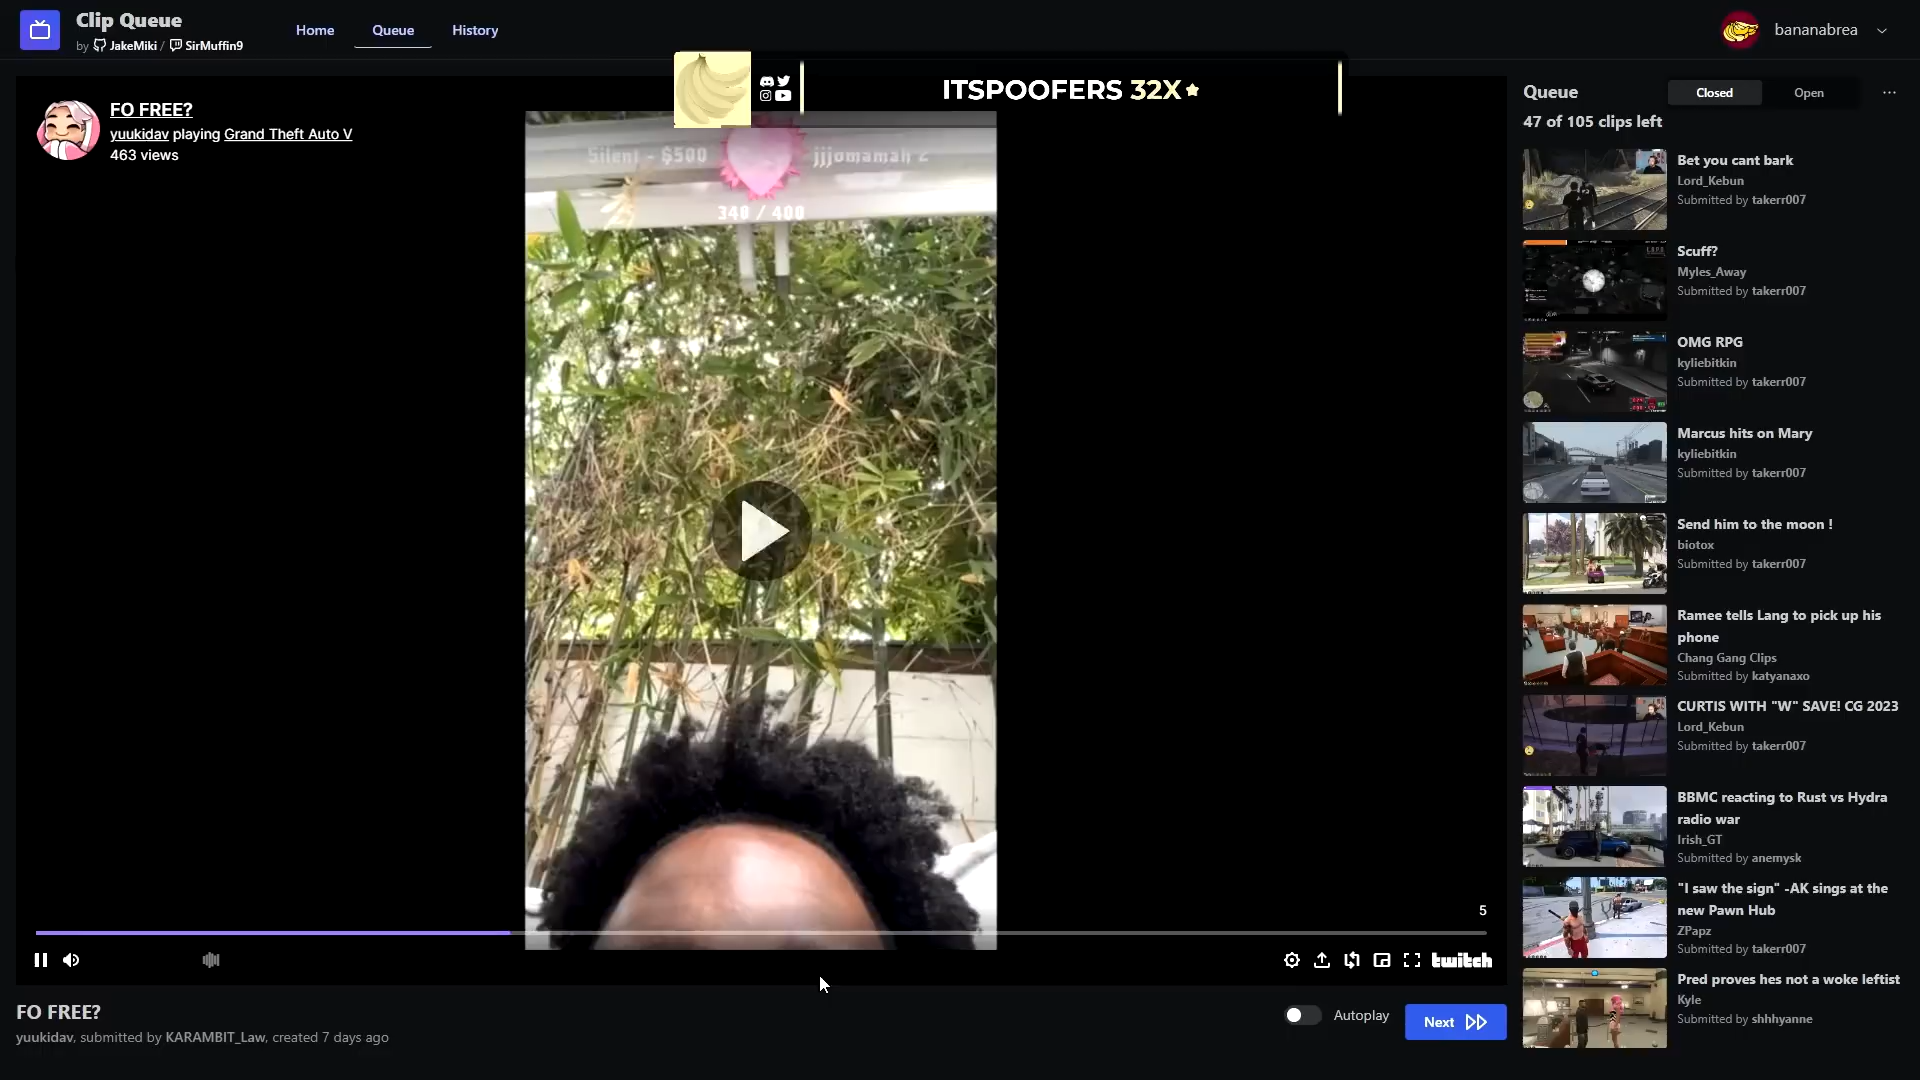 Clip Queue
by JakeMiki / SirMuffin9
Home
Queue
History
bananabrea
ITSPOOFERS 32X
FO FREE?
yuukidav playing Grand Theft Auto V
463 views
Silent - $500
jjjomamah 2
340 / 400
5
twitch
FO FREE?
yuukidav, submitted by KARAMBIT_Law, created 7 days ago
Autoplay
Next
Queue
Closed
Open
47 of 105 clips left
Bet you cant bark
Lord_Kebun
Submitted by takerr007
Scuff?
Myles_Away
Submitted by takerr007
OMG RPG
kyliebitkin
Submitted by takerr007
Marcus hits on Mary
kyliebitkin
Submitted by takerr007
Send him to the moon !
biotox
Submitted by takerr007
Ramee tells Lang to pick up his
phone
Chang Gang Clips
Submitted by katyanaxo
CURTIS WITH "W" SAVE! CG 2023
Lord_Kebun
Submitted by takerr007
BBMC reacting to Rust vs Hydra
radio war
Irish_GT
Submitted by anemysk
"I saw the sign" -AK sings at the
new Pawn Hub
ZPapz
Submitted by takerr007
Pred proves hes not a woke leftist
Kyle
Submitted by shhhyanne